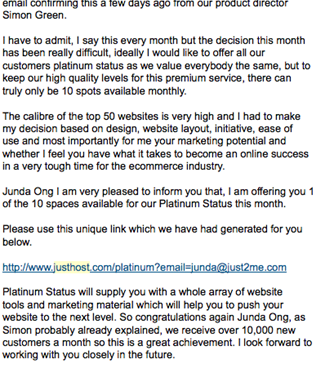 email confirming this a few days ago from our product director
Simon Green.
I have to admit, I say this every month but the decision this month
has been really difficult, ideally I would like to offer all our
customers platinum status as we value everybody the same, but to
keep our high quality levels for this premium service, there can
truly only be 10 spots available monthly.
The calibre of the top 50 websites is very high and I had to make
my decision based on design, website layout, initiative, ease of
use and most importantly for me your marketing potential and
whether I feel you have what it takes to become an online success
in a very tough time for the ecommerce industry.
Junda Ong I am very pleased to inform you that, I am offering you 1
of the 10 spaces available for our Platinum Status this month.
Please use this unique link which we have had generated for you
below.
http://www.justhost.com/platinum?email=junda@just2me.com
Platinum Status will supply you with a whole array of website
tools and marketing material which will help you to push your
website to the next level. So congratulations again Junda Ong, as
Simon probably already explained, we receive over 10,000 new
customers a month so this is a great achievement. I look forward to
working with you closely in the future.